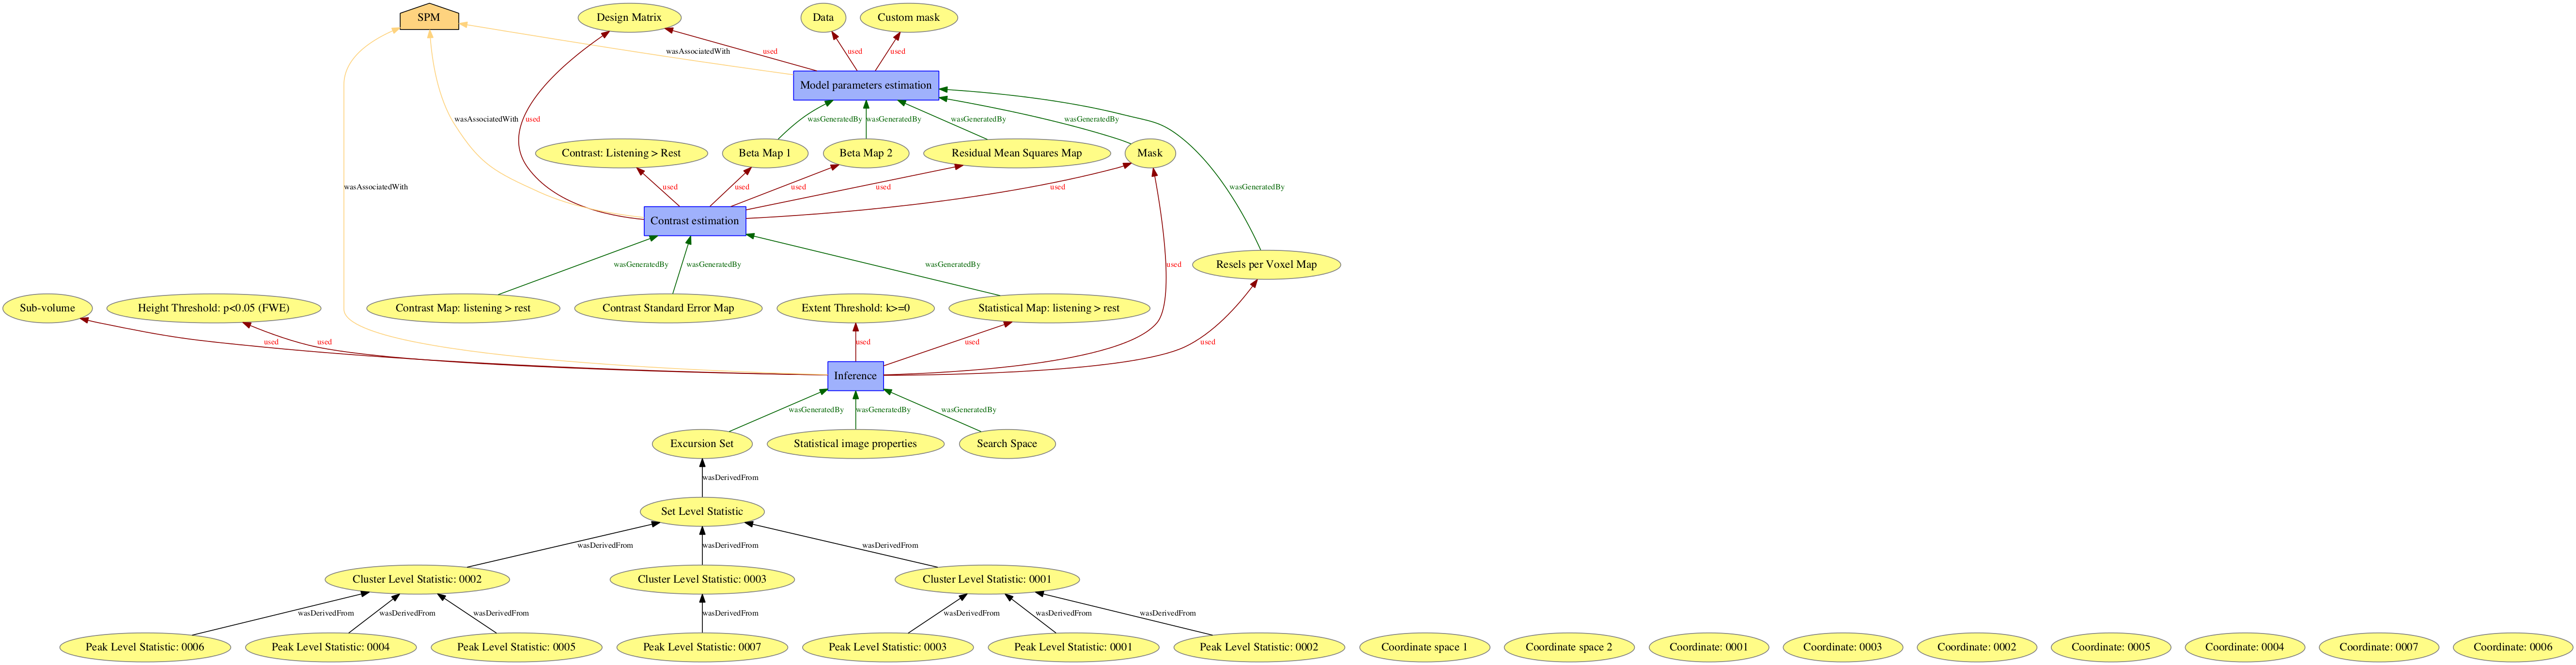 SPM
Design Matrix
Data
Custom mask
wasAssociatedWith
used
used
used
Model parameters estimation
wasAssociatedWith
used
wasGeneratedBy
wasGeneratedBy
wasGeneratedBy
wasGeneratedBy
Contrast: Listening > Rest
Beta Map 1
Beta Map 2
Residual Mean Squares Map
Mask
wasAssociatedWith
used
used
used
used
used
wasGeneratedBy
Contrast estimation
wasGeneratedBy
wasGeneratedBy
wasGeneratedBy
used
Resels per Voxel Map
Sub-volume
Height Threshold: p<0.05 (FWE)
Contrast Map: listening > rest
Contrast Standard Error Map
Extent Threshold: k>=0
Statistical Map: listening > rest
used
used
used
used
used
Inference
wasGeneratedBy
wasGeneratedBy
wasGeneratedBy
Excursion Set
Statistical image properties
Search Space
wasDerivedFrom
Set Level Statistic
wasDerivedFrom
wasDerivedFrom
wasDerivedFrom
Cluster Level Statistic: 0002
Cluster Level Statistic: 0003
Cluster Level Statistic: 0001
wasDerivedFrom
wasDerivedFrom
wasDerivedFrom
wasDerivedFrom
wasDerivedFrom
wasDerivedFrom
wasDerivedFrom
Peak Level Statistic: 0006
Peak Level Statistic: 0004
Peak Level Statistic: 0005
Peak Level Statistic: 0007
Peak Level Statistic: 0003
Peak Level Statistic: 0001
Peak Level Statistic: 0002
Coordinate space 1
Coordinate space 2
Coordinate: 0001
Coordinate: 0003
Coordinate: 0002
Coordinate: 0005
Coordinate: 0004
Coordinate: 0007
Coordinate: 0006